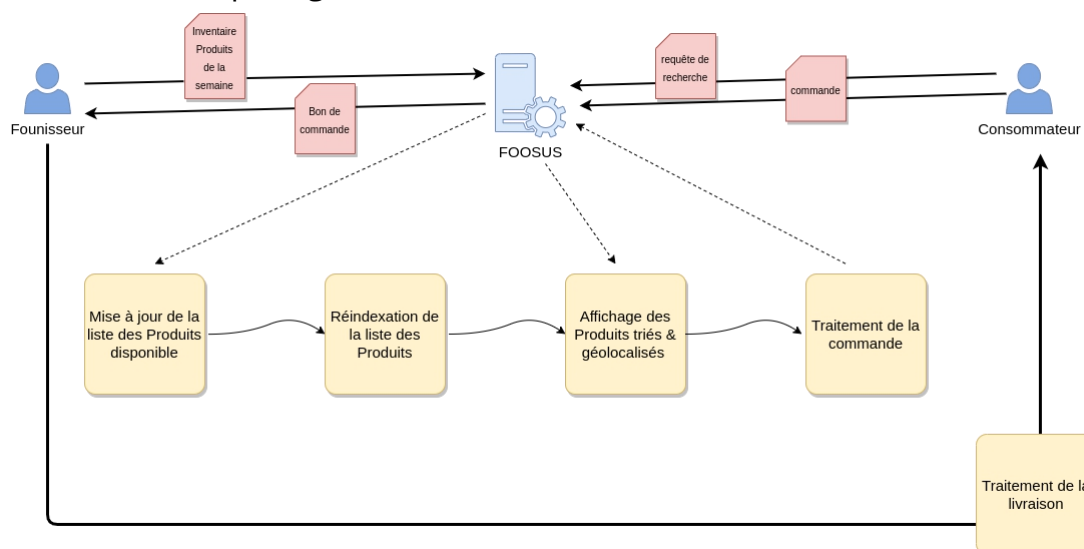 Inventaire
Produits
de la
semaine
Bon de
commande
requête de
recherche
commande
Founisseur
FOOSUS
Consommateur
Mise à jour de la
liste des Produits
disponible
Réindexation de
la liste des
Produits
Affichage des
Produits triés &
géolocalisés
Traitement de la
commande
Traitement de la
livraison